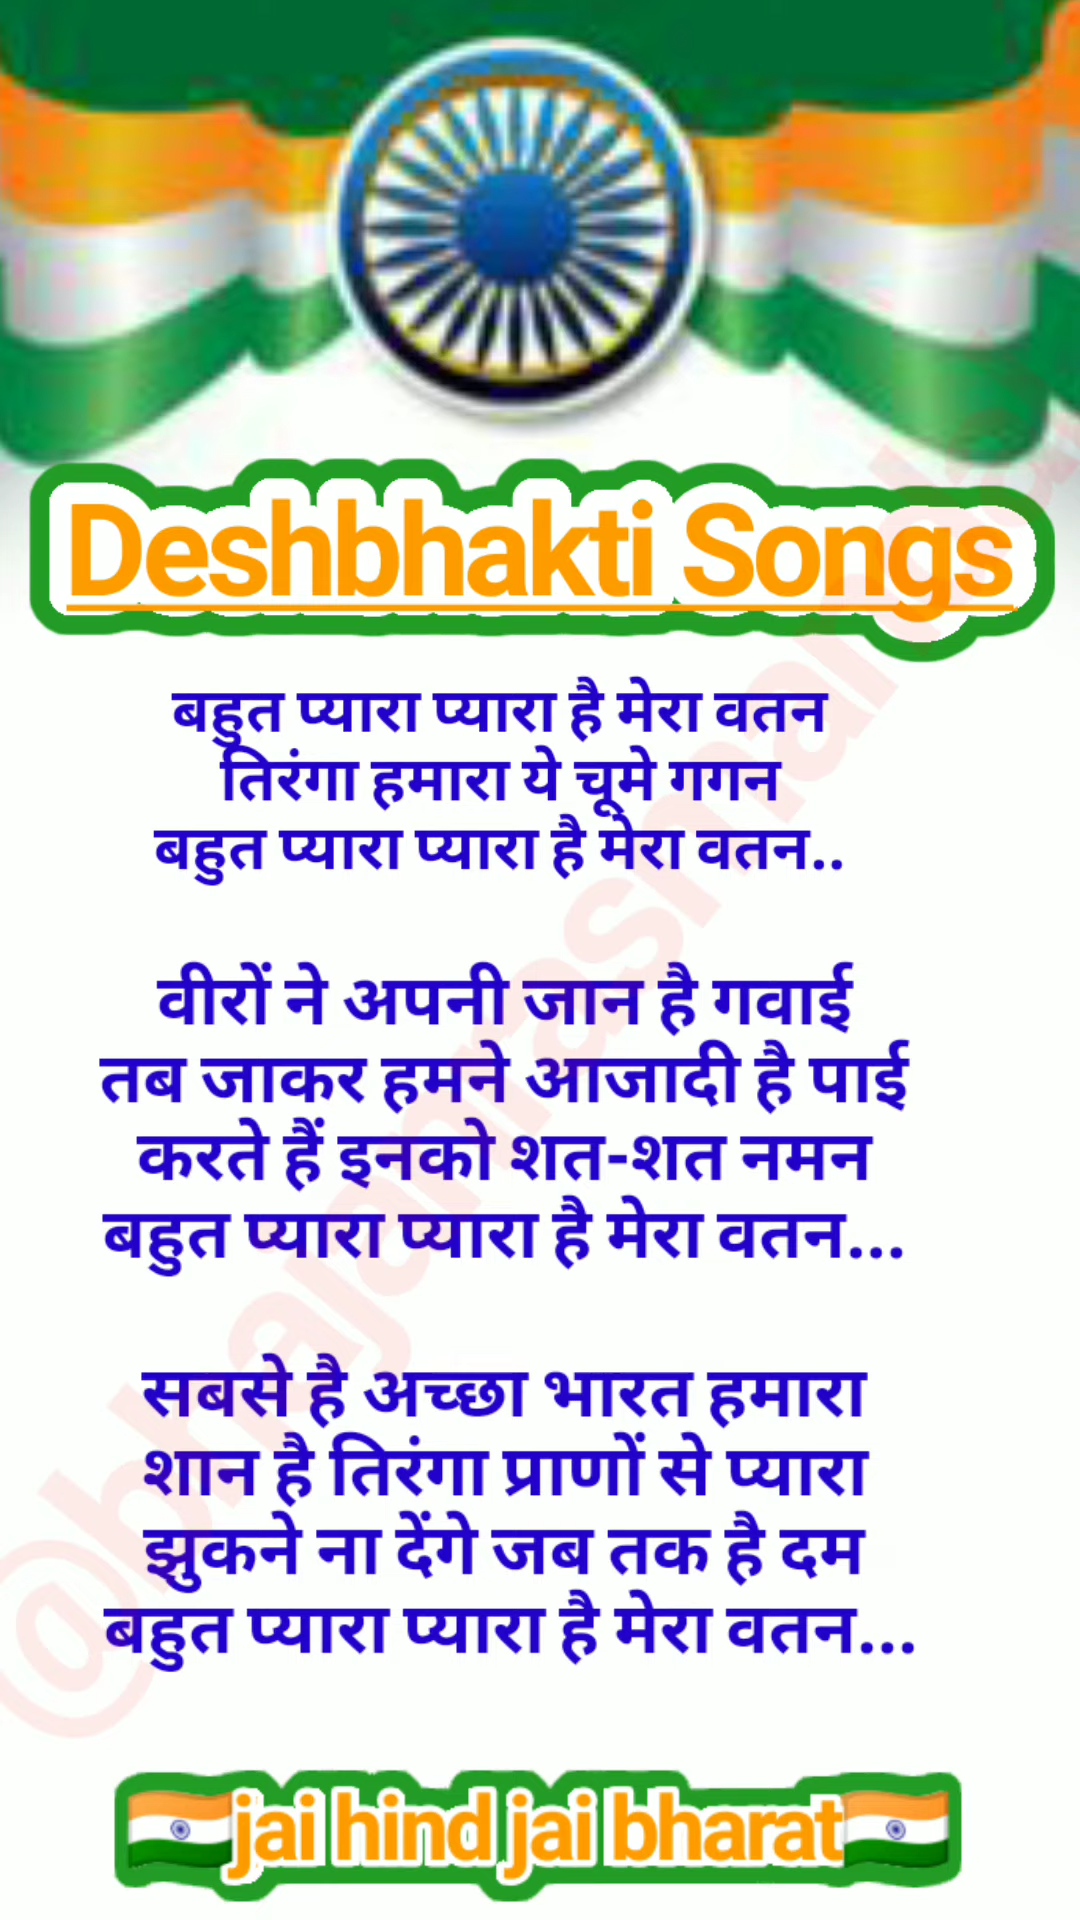 Deshbhakti Songs
बहुत प्यारा प्यारा है मेरा वतन
तिरंगा हमारा ये चूमे गगन
बहुत प्यारा प्यारा है मेरा वतन..
वीरों ने अपनी जान है गवाई
तब जाकर हमने आजादी है पाई
करते हैं इनको शत-शत नमन
बहुत प्यारा प्यारा है मेरा वतन...
सबसे है अच्छा भारत हमारा
शान है तिरंगा प्राणों से प्यारा
झुकने ना देंगे जब तक है दम
बहुत प्यारा प्यारा है मेरा वतन...
🇮🇳jai hind jai bharat🇮🇳